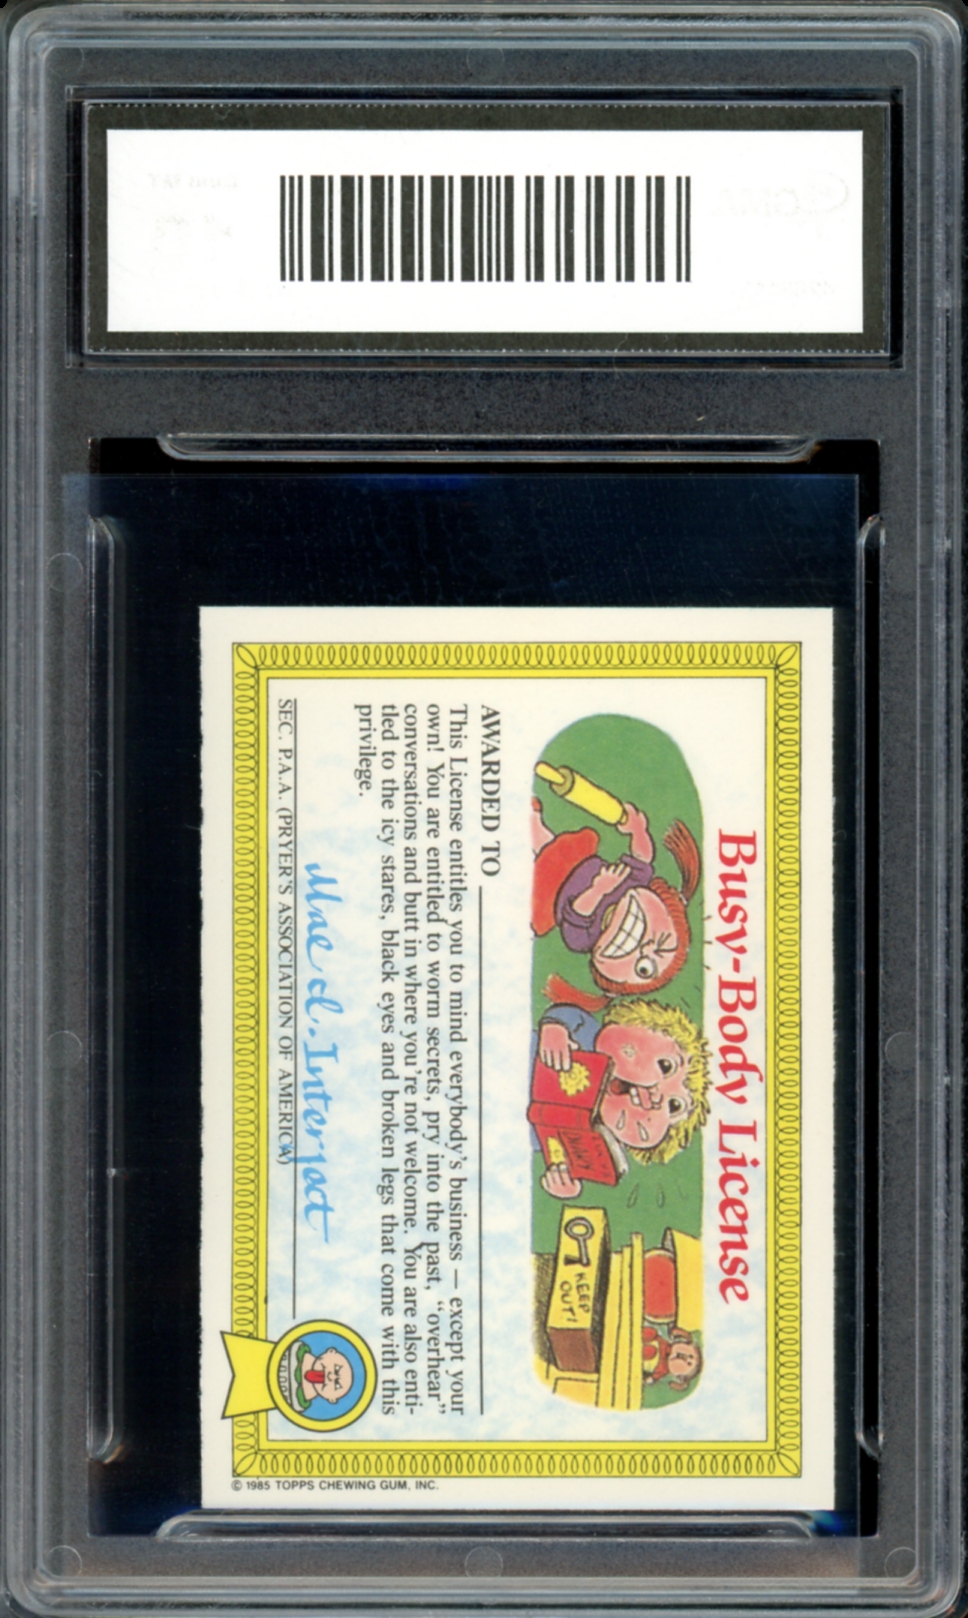 Busy-Body License
DIARY
KEEP
OUT!
AWARDED TO
This License entitles you to mind everybody's business — except your
own! You are entitled to worm secrets, pry into the past, “overhear”
conversations and butt in where you're not welcome. You are also enti-
tled to the icy stares, black eyes and broken legs that come with this
privilege.
Mae I. Interject
SEC. P.A.A. (PRYER'S ASSOCIATION OF AMERICA)
© 1985 TOPPS CHEWING GUM, INC.